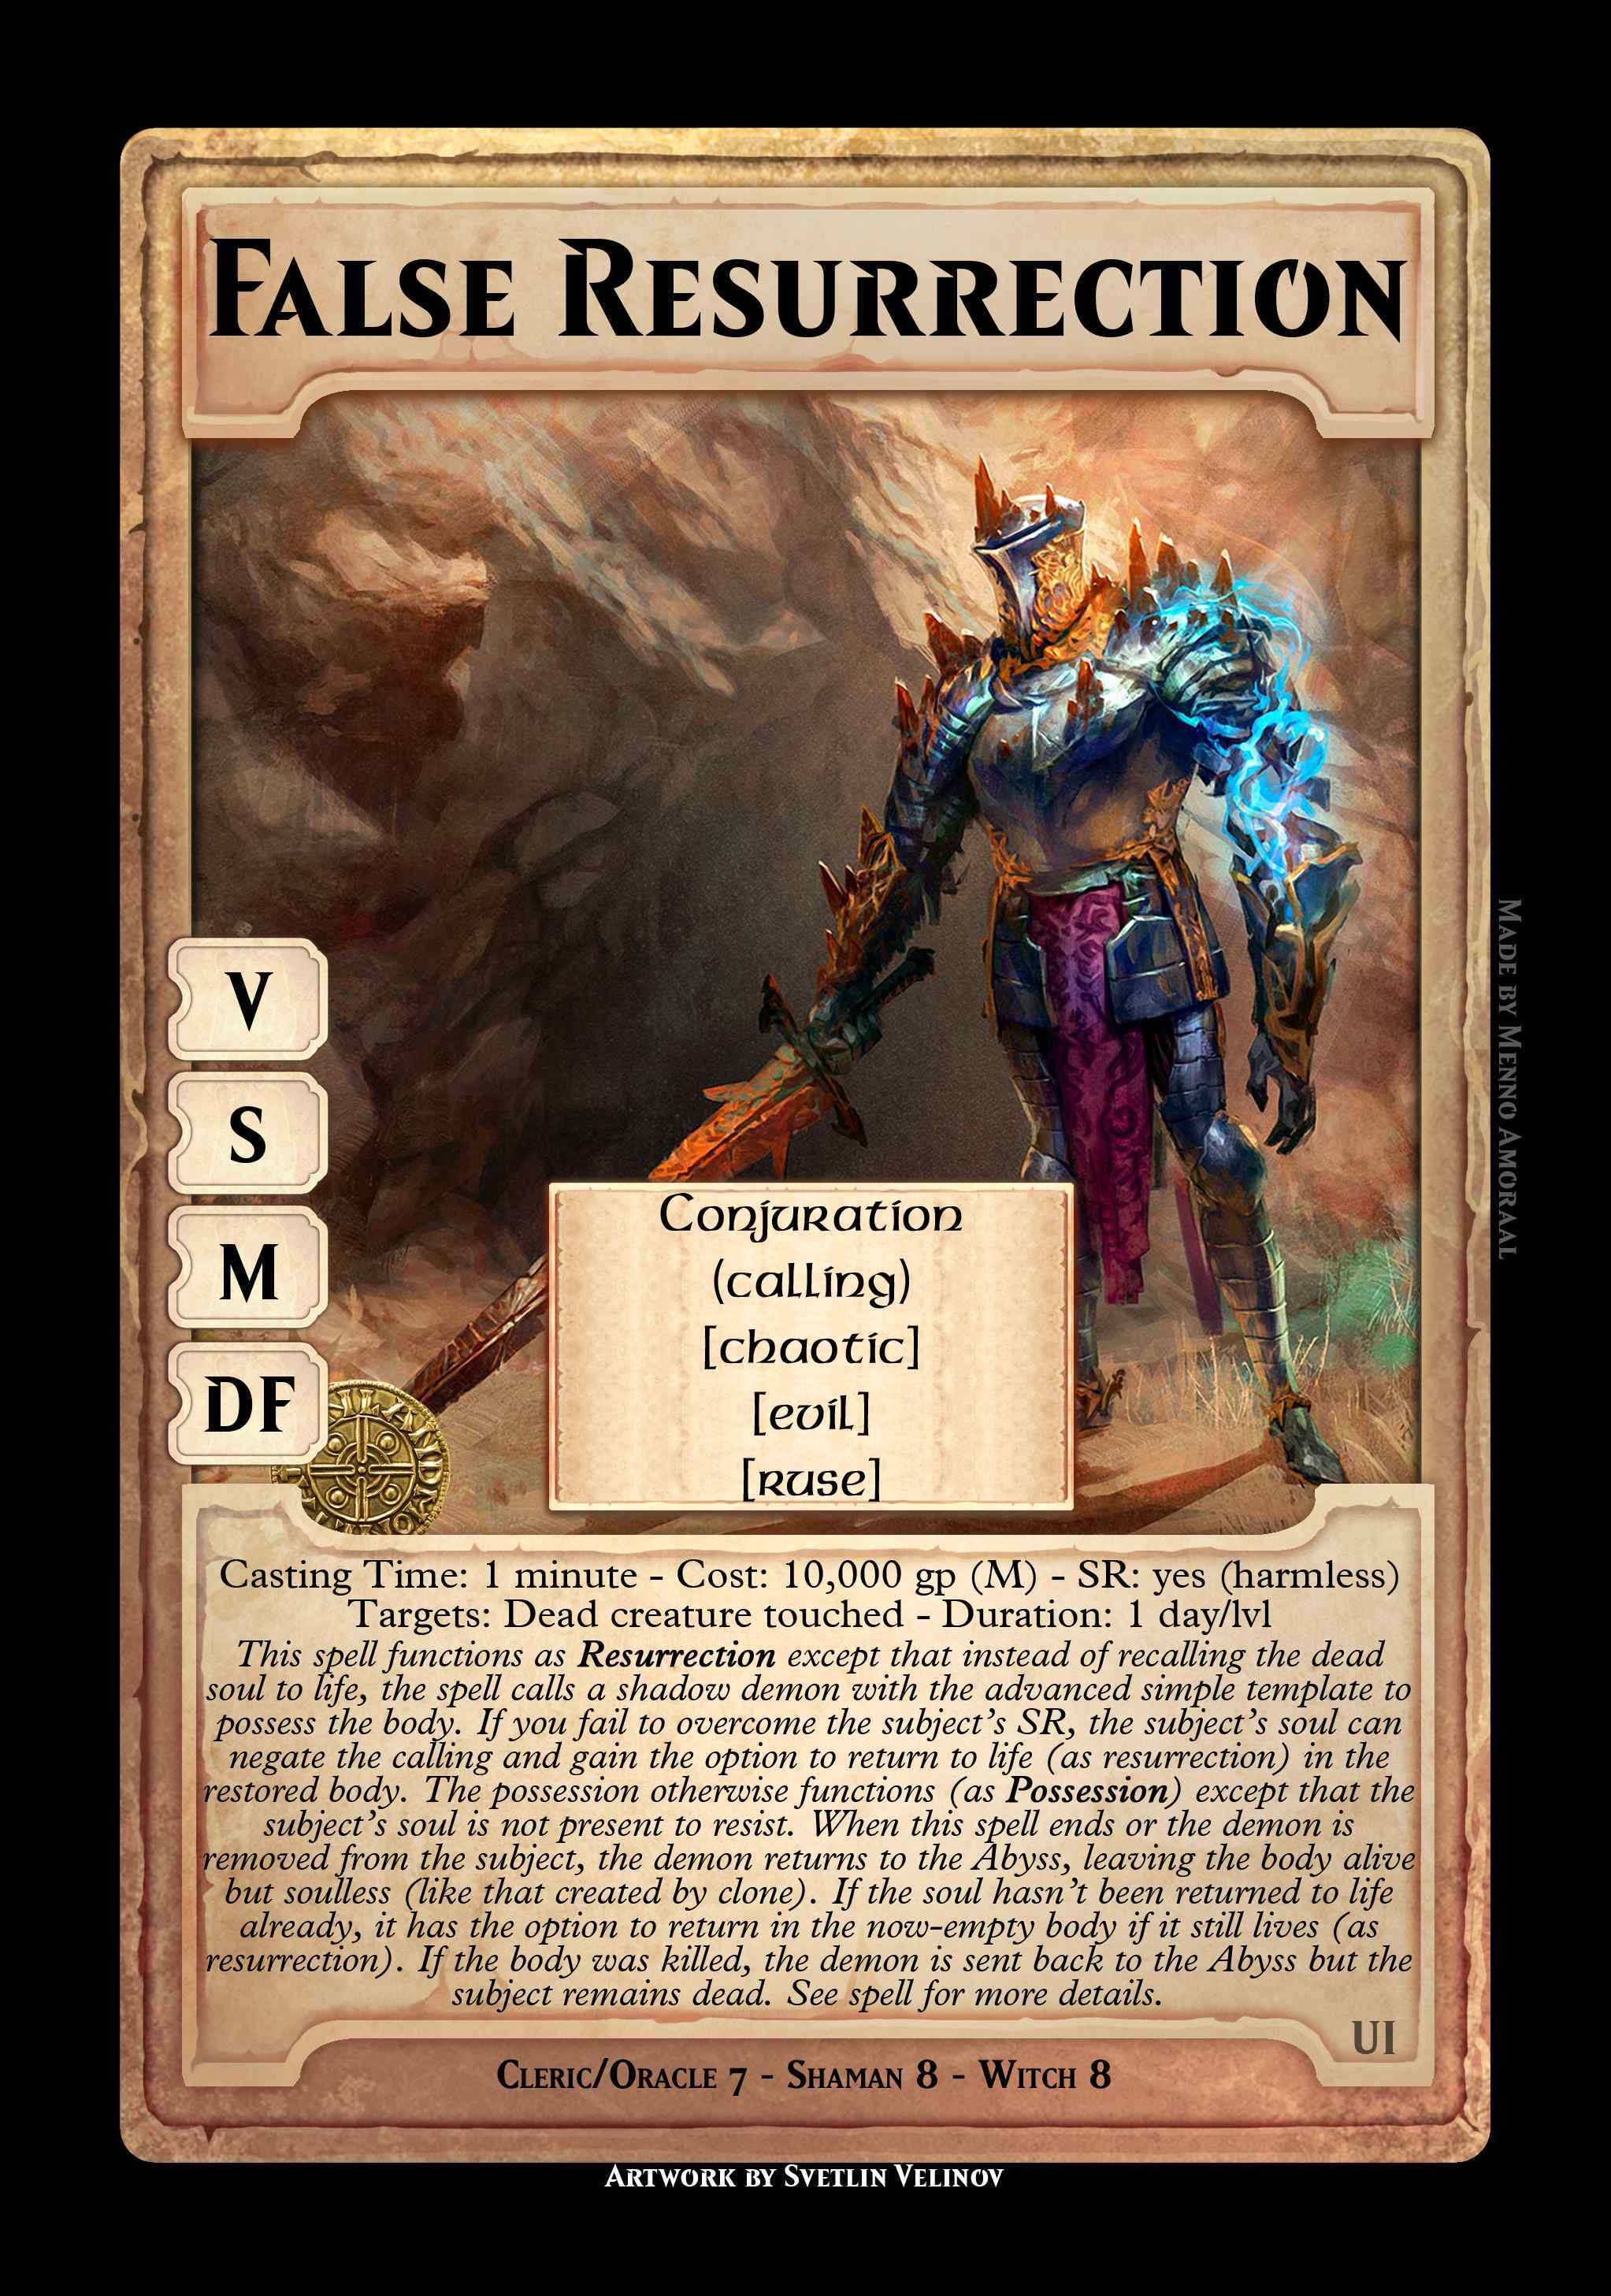 False Resurrection
V
S
M
DF
Conjuration
(calling)
[chaotic]
[evil]
[ruse]
Casting Time: 1 minute - Cost: 10,000 gp (M) - SR: yes (harmless)
Targets: Dead creature touched - Duration: 1 day/lvl
This spell functions as Resurrection except that instead of recalling the dead
soul to life, the spell calls a shadow demon with the advanced simple template to
possess the body. If you fail to overcome the subject's SR, the subject's soul can
negate the calling and gain the option to return to life (as resurrection) in the
restored body. The possession otherwise functions (as Possession) except that the
subject's soul is not present to resist. When this spell ends or the demon is
removed from the subject, the demon returns to the Abyss, leaving the body alive
but soulless (like that created by clone). If the soul hasn't been returned to life
already, it has the option to return in the now-empty body if it still lives (as
resurrection). If the body was killed, the demon is sent back to the Abyss but the
subject remains dead. See spell for more details.
UI
Cleric/Oracle 7 - Shaman 8 - Witch 8
Artwork by Svetlin Velinov
Made by Menno Amoraal